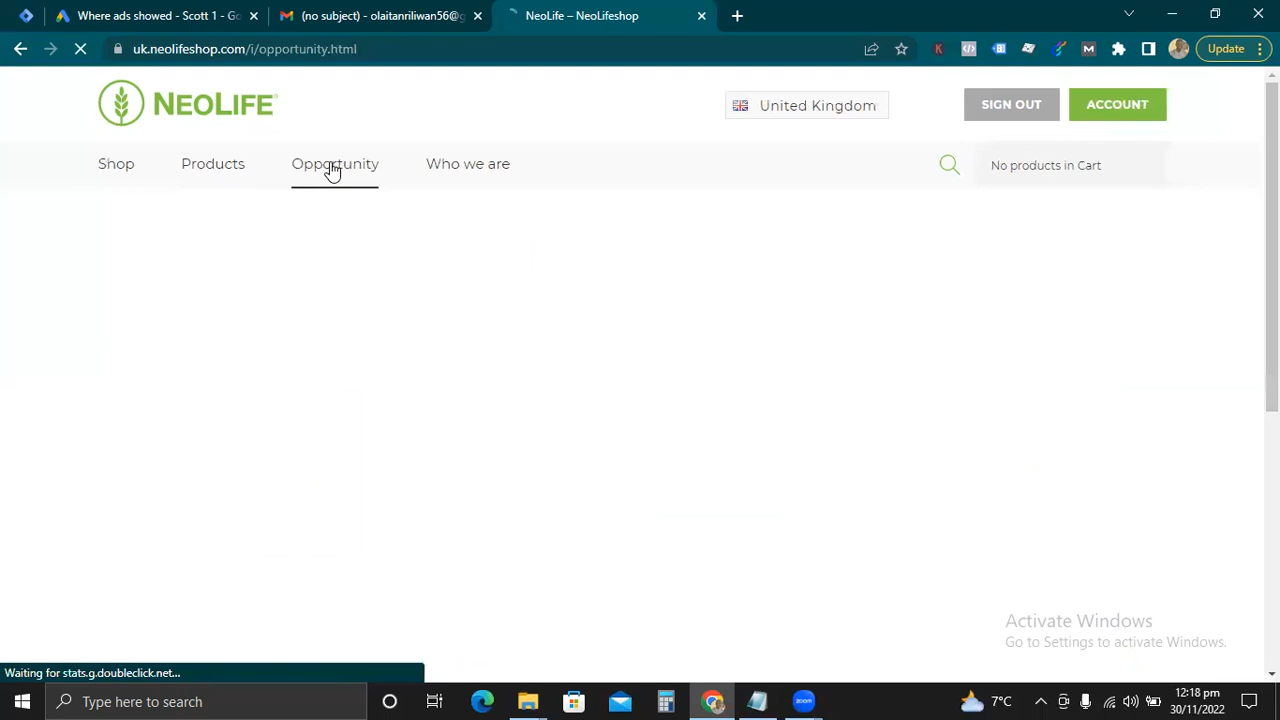 Where ads showed - Scott 1 - Go
(no subject) - olaitanriliwan56@g
NeoLife – NeoLifeshop
uk.neolifeshop.com/i/opportunity.html
Update
NEOLIFE
United Kingdom
SIGN OUT
ACCOUNT
Shop
Products
Opportunity
Who we are
No products in Cart
Activate Windows
Go to Settings to activate Windows.
Waiting for stats.g.doubleclick.net...
Type here to search
zoom
7°C
12:18 pm
30/11/2022